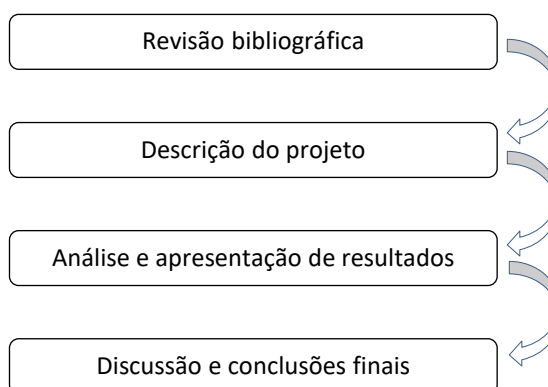 Revisão bibliográfica
Descrição do projeto
Análise e apresentação de resultados
Discussão e conclusões finais